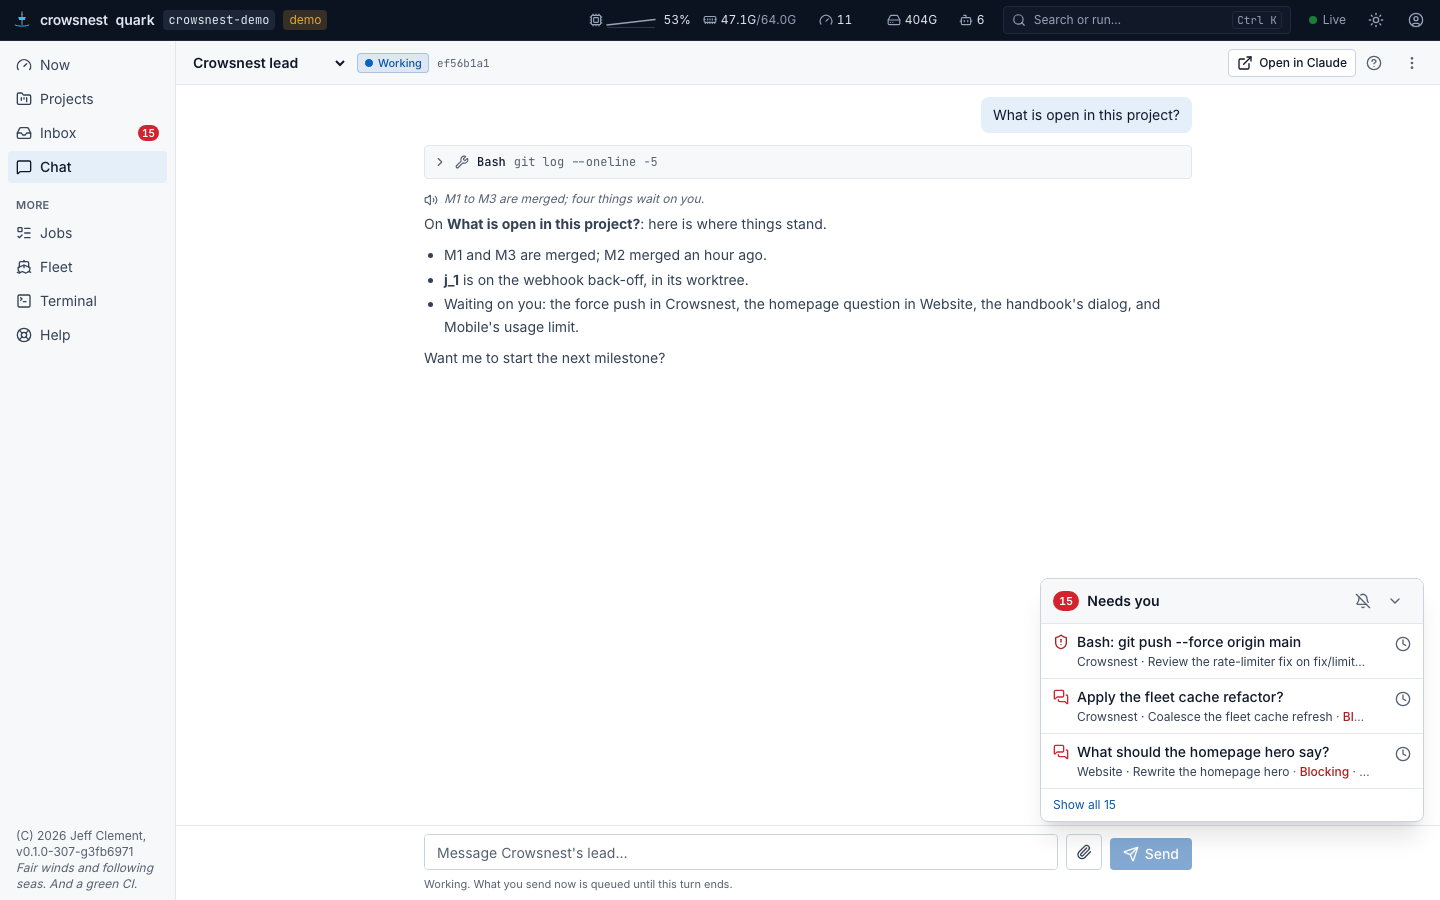 crowsnest quark crowsnest-demo demo 53% 47.1G/64.0G 11 404G 6 Search or run... Ctrl K Live
Now
Projects
Inbox 15
Chat
MORE
Jobs
Fleet
Terminal
Help
(C) 2026 Jeff Clement,
v0.1.0-307-g3fb6971
Fair winds and following
seas. And a green CI.
Crowsnest lead Working ef56b1a1 Open in Claude
What is open in this project?
Bash git log --oneline -5
M1 to M3 are merged; four things wait on you.
On What is open in this project?: here is where things stand.
• M1 and M3 are merged; M2 merged an hour ago.
• j_1 is on the webhook back-off, in its worktree.
• Waiting on you: the force push in Crowsnest, the homepage question in Website, the handbook's dialog, and
Mobile's usage limit.
Want me to start the next milestone?
15 Needs you
Bash: git push --force origin main
Crowsnest · Review the rate-limiter fix on fix/limit...
Apply the fleet cache refactor?
Crowsnest · Coalesce the fleet cache refresh · Bl...
What should the homepage hero say?
Website · Rewrite the homepage hero · Blocking · ...
Show all 15
Message Crowsnest's lead...
Send
Working. What you send now is queued until this turn ends.